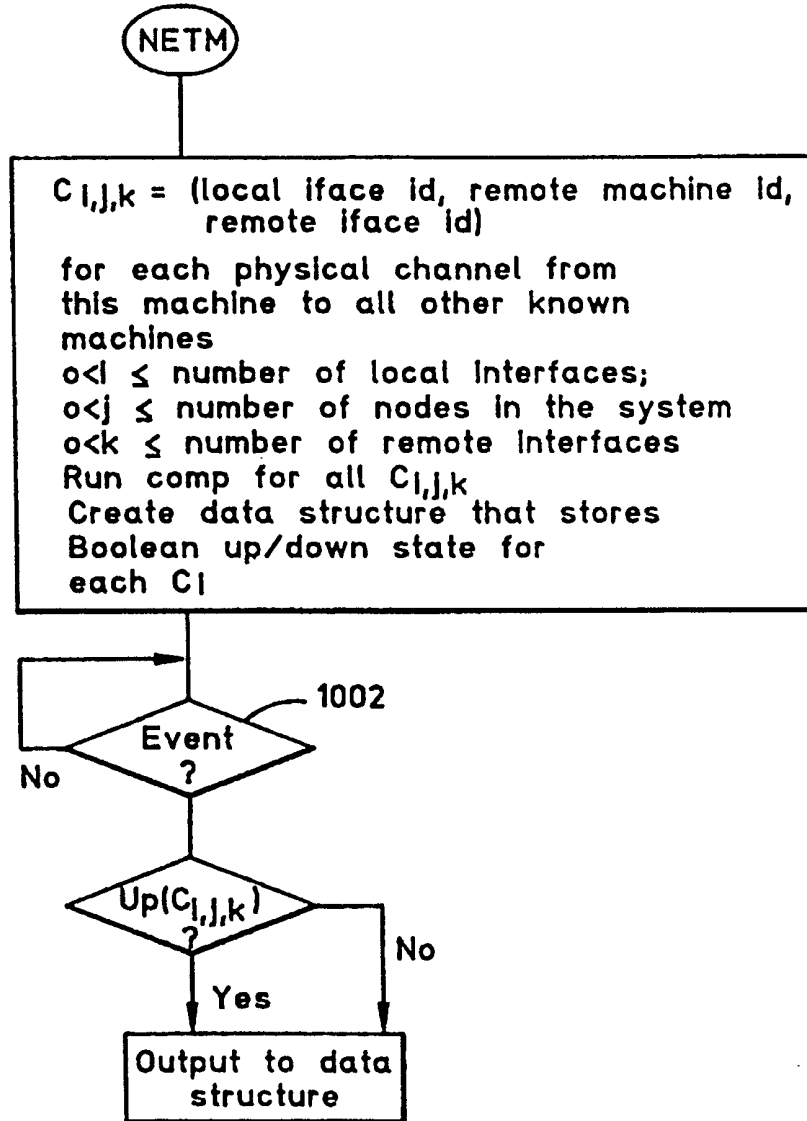 NETM
C i,j,k = (local iface id, remote machine id,
remote iface id)
for each physical channel from
this machine to all other known
machines
o<i ≤ number of local interfaces;
o<j ≤ number of nodes in the system
o<k ≤ number of remote interfaces
Run comp for all C i,j,k
Create data structure that stores
Boolean up/down state for
each Ci
1002
Event
?
No
Up(C i,j,k)
?
No
Yes
Output to data
structure